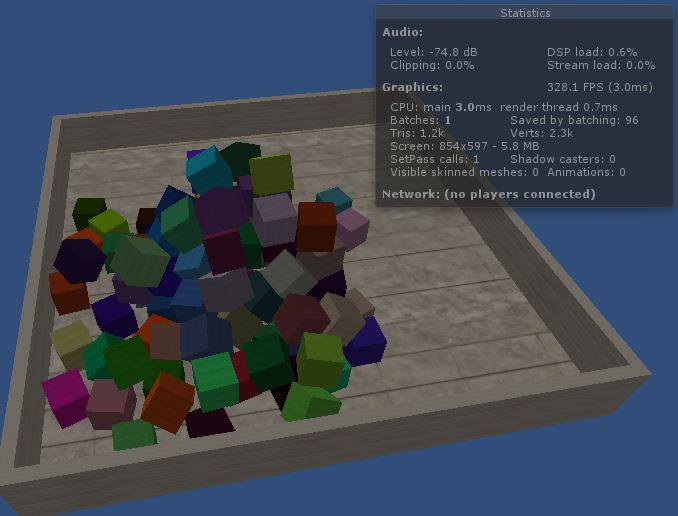 Statistics
Audio:
Level: -74.8 dB DSP load: 0.6%
Clipping: 0.0% Stream load: 0.0%
Graphics: 328.1 FPS (3.0ms)
CPU: main 3.0ms render thread 0.7ms
Batches: 1 Saved by batching: 96
Tris: 1.2k Verts: 2.3k
Screen: 854x597 - 5.8 MB
SetPass calls: 1 Shadow casters: 0
Visible skinned meshes: 0 Animations: 0
Network: (no players connected)